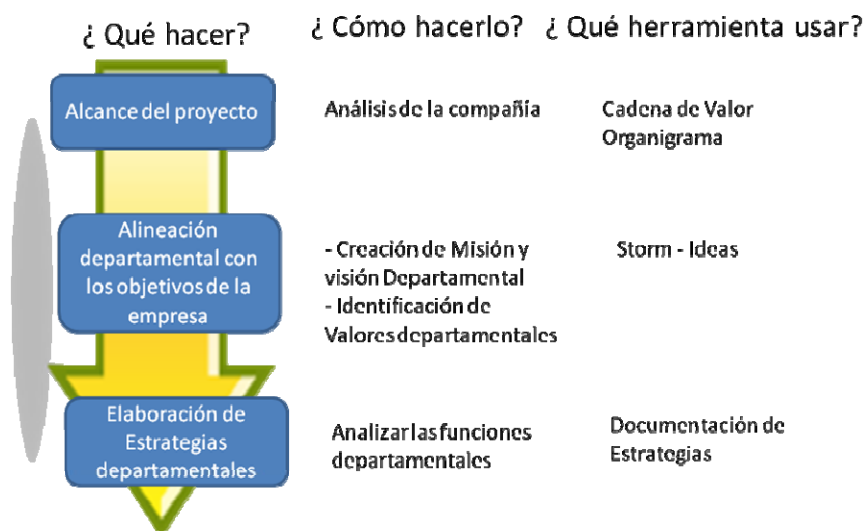 ¿ Qué hacer?
¿ Cómo hacerlo?
¿ Qué herramienta usar?
Alcance del proyecto
Análisis de la compañía
Cadena de Valor
Organigrama
Alineación
departamental con
los objetivos de la
empresa
- Creación de Misión y
visión Departamental
- Identificación de
Valores departamentales
Storm - Ideas
Elaboración de
Estrategias
departamentales
Analizar las funciones
departamentales
Documentación de
Estrategias